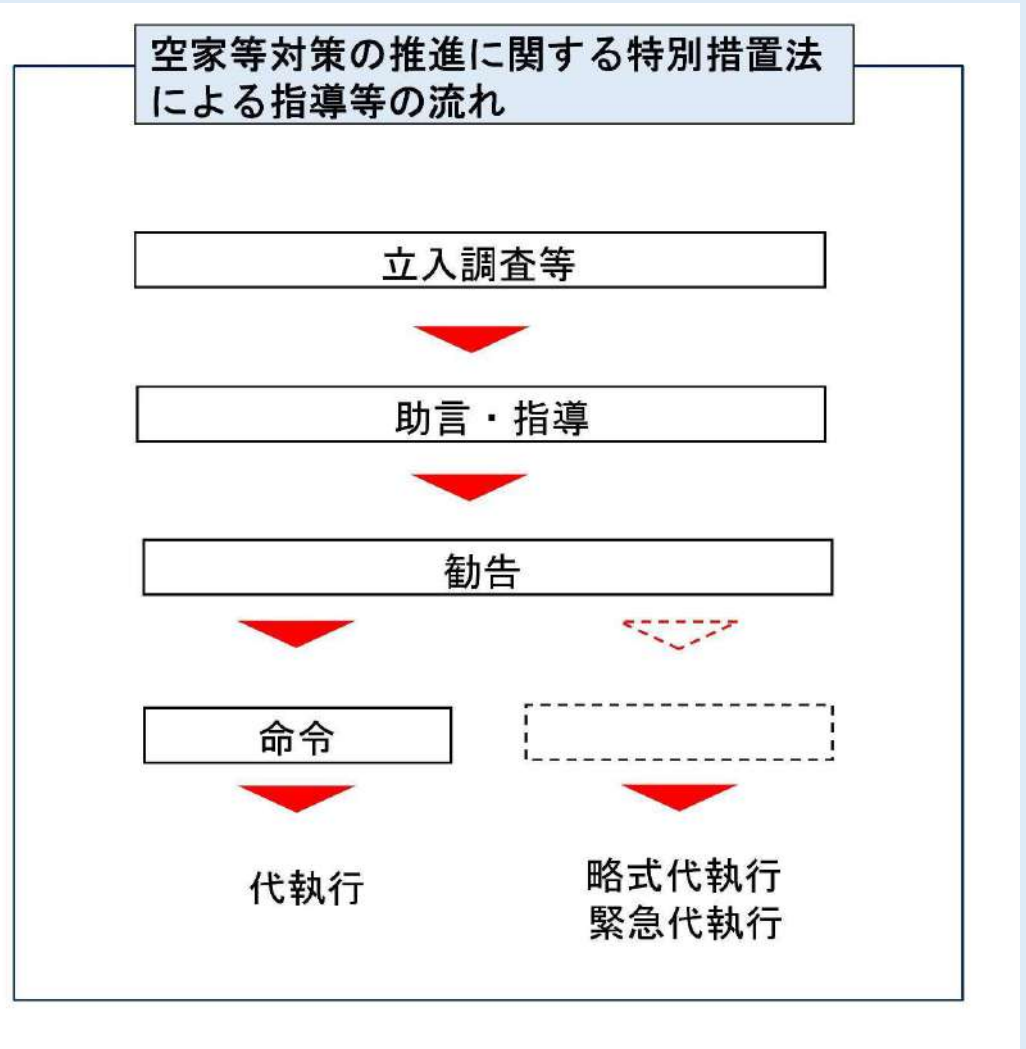 空家等対策の推進に関する特別措置法
による指導等の流れ
立入調査等
助言・指導
勧告
命令
代執行
略式代執行
緊急代執行